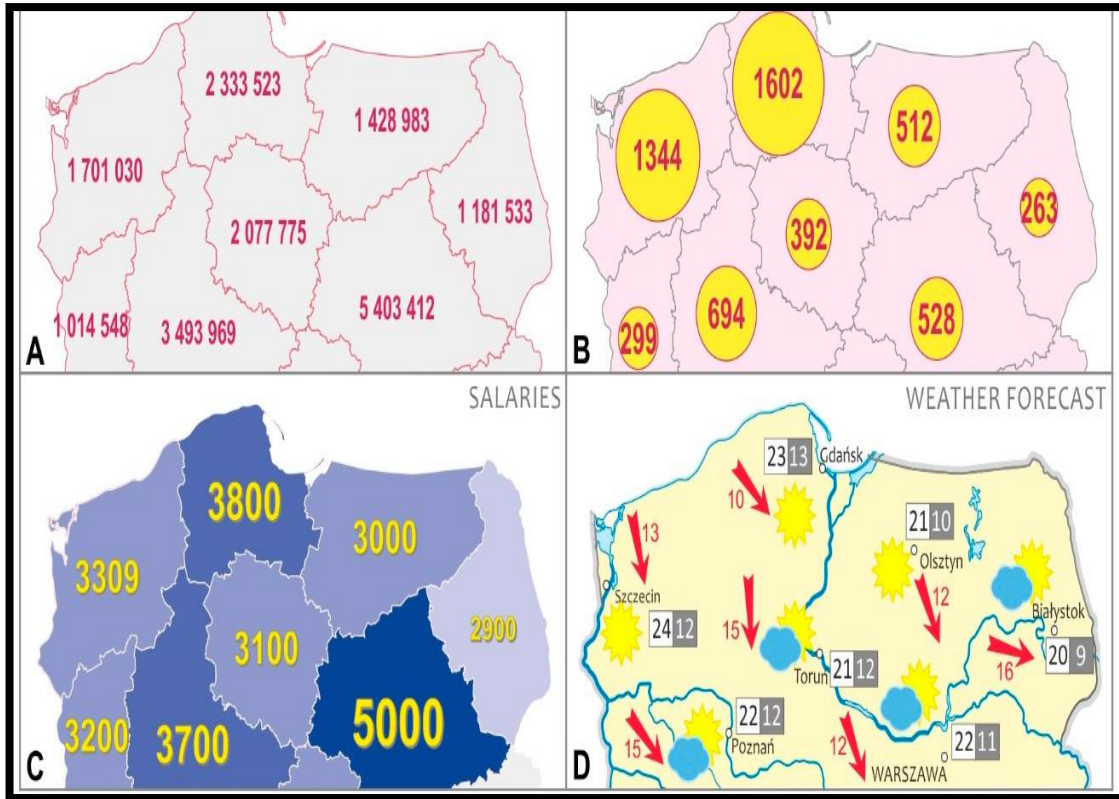 2 333 523
1 428 983
1 701 030
1 181 533
2 077 775
5 403 412
1 014 548
3 493 969
A
1602
512
1344
263
392
694
528
299
B
SALARIES
3800
3000
3309
2900
3100
5000
3200
3700
C
WEATHER FORECAST
23 13
Gdańsk
10
21 10
13
Olsztyn
Szczecin
12
Białystok
24 12
15
20 9
Toruń
21 12
16
22 12
15
Poznań
12
22 11
WARSZAWA
D